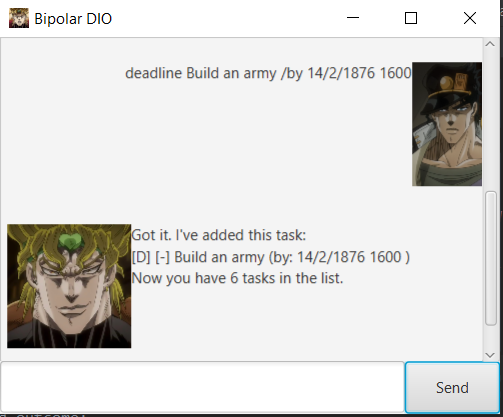 Bipolar DIO
deadline Build an army /by 14/2/1876 1600
Got it. I've added this task:
[D] [-] Build an army (by: 14/2/1876 1600 )
Now you have 6 tasks in the list.
Send